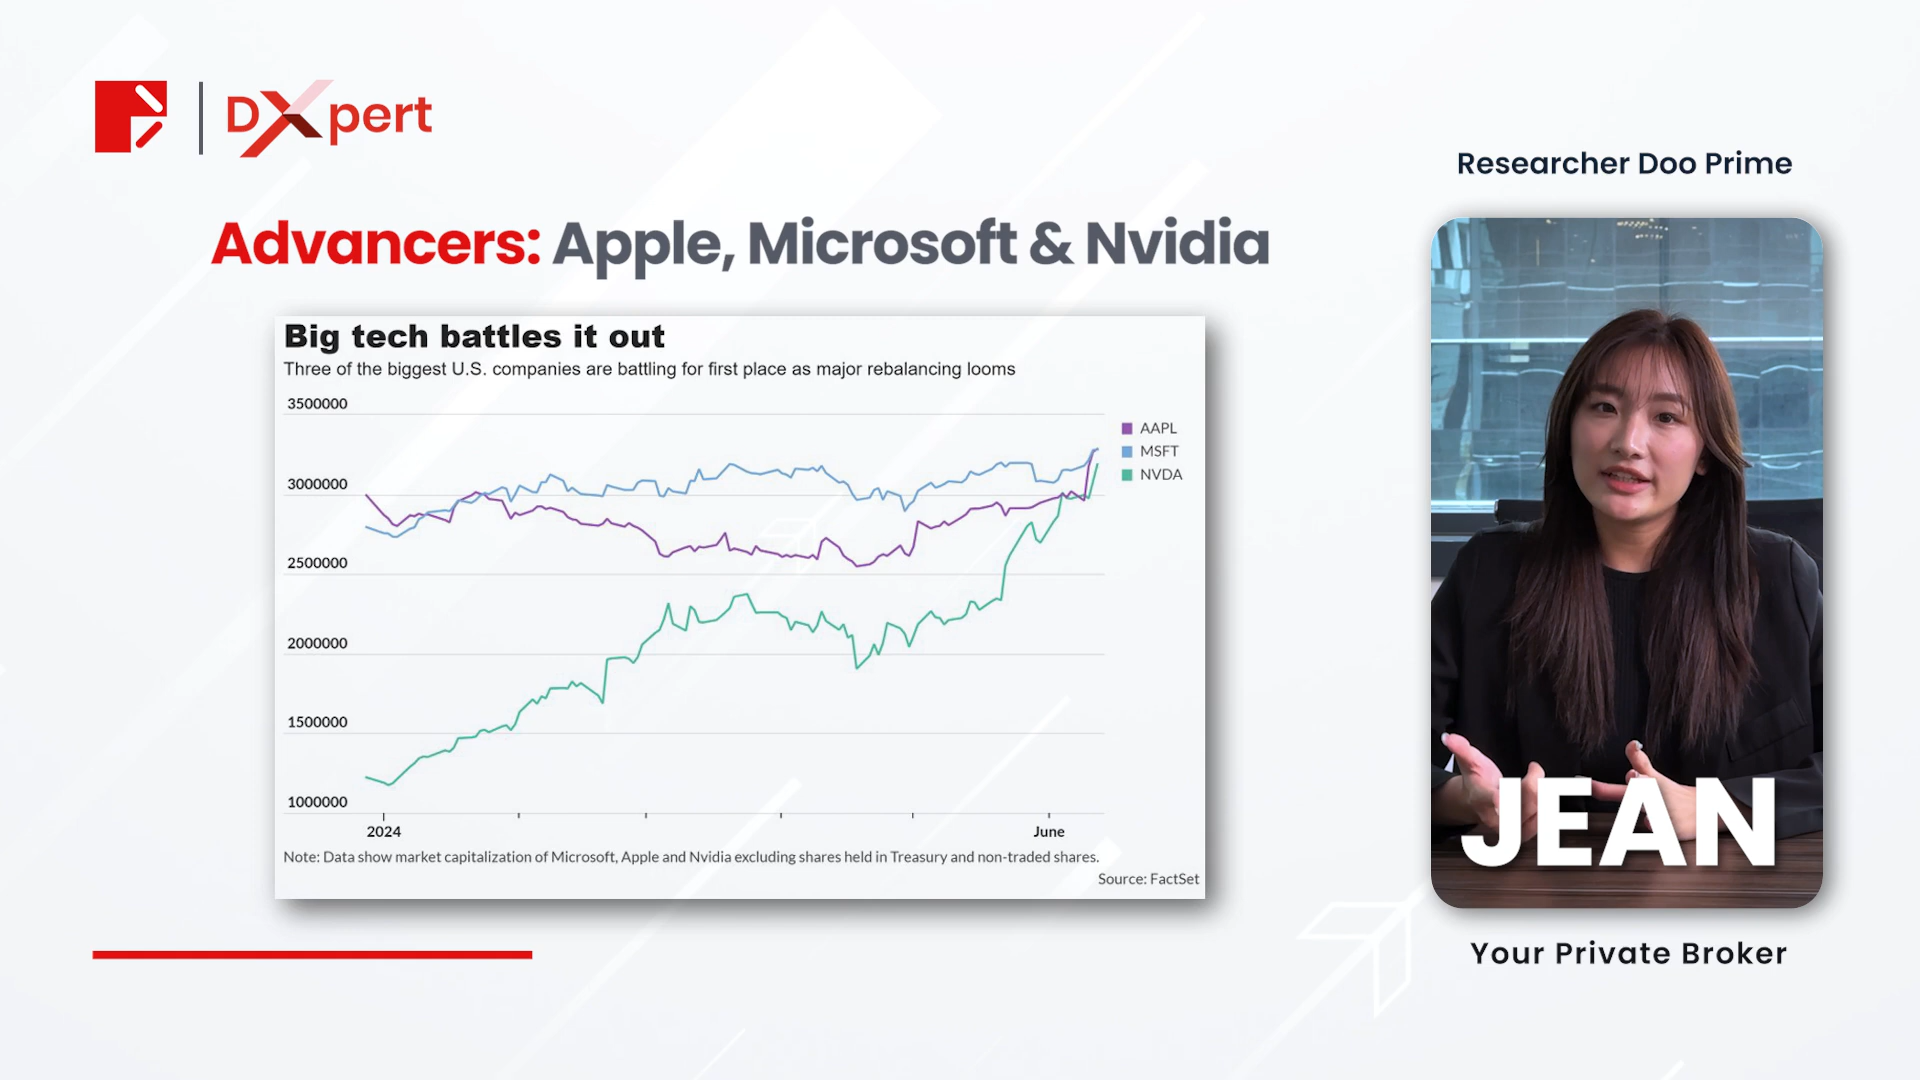 DXpert
Researcher Doo Prime
Advancers: Apple, Microsoft & Nvidia
Big tech battles it out
Three of the biggest U.S. companies are battling for first place as major rebalancing looms
3500000
AAPL
MSFT
NVDA
3000000
2500000
2000000
1500000
1000000
2024
June
Note: Data show market capitalization of Microsoft, Apple and Nvidia excluding shares held in Treasury and non-traded shares.
Source: FactSet
JEAN
Your Private Broker